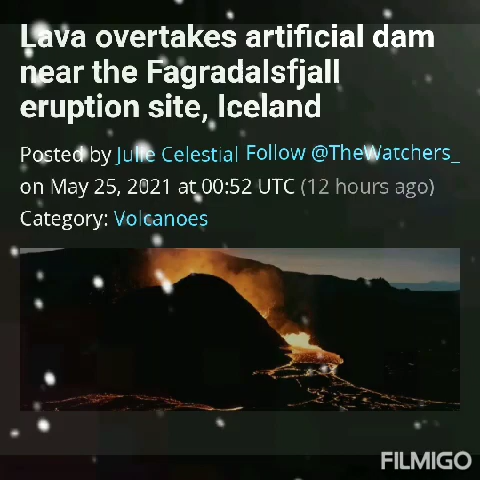 Lava overtakes artificial dam
near the Fagradalsfjall
eruption site, Iceland
Posted by Julie Celestial Follow @TheWatchers_
on May 25, 2021 at 00:52 UTC (12 hours ago)
Category: Volcanoes
FILMIGO